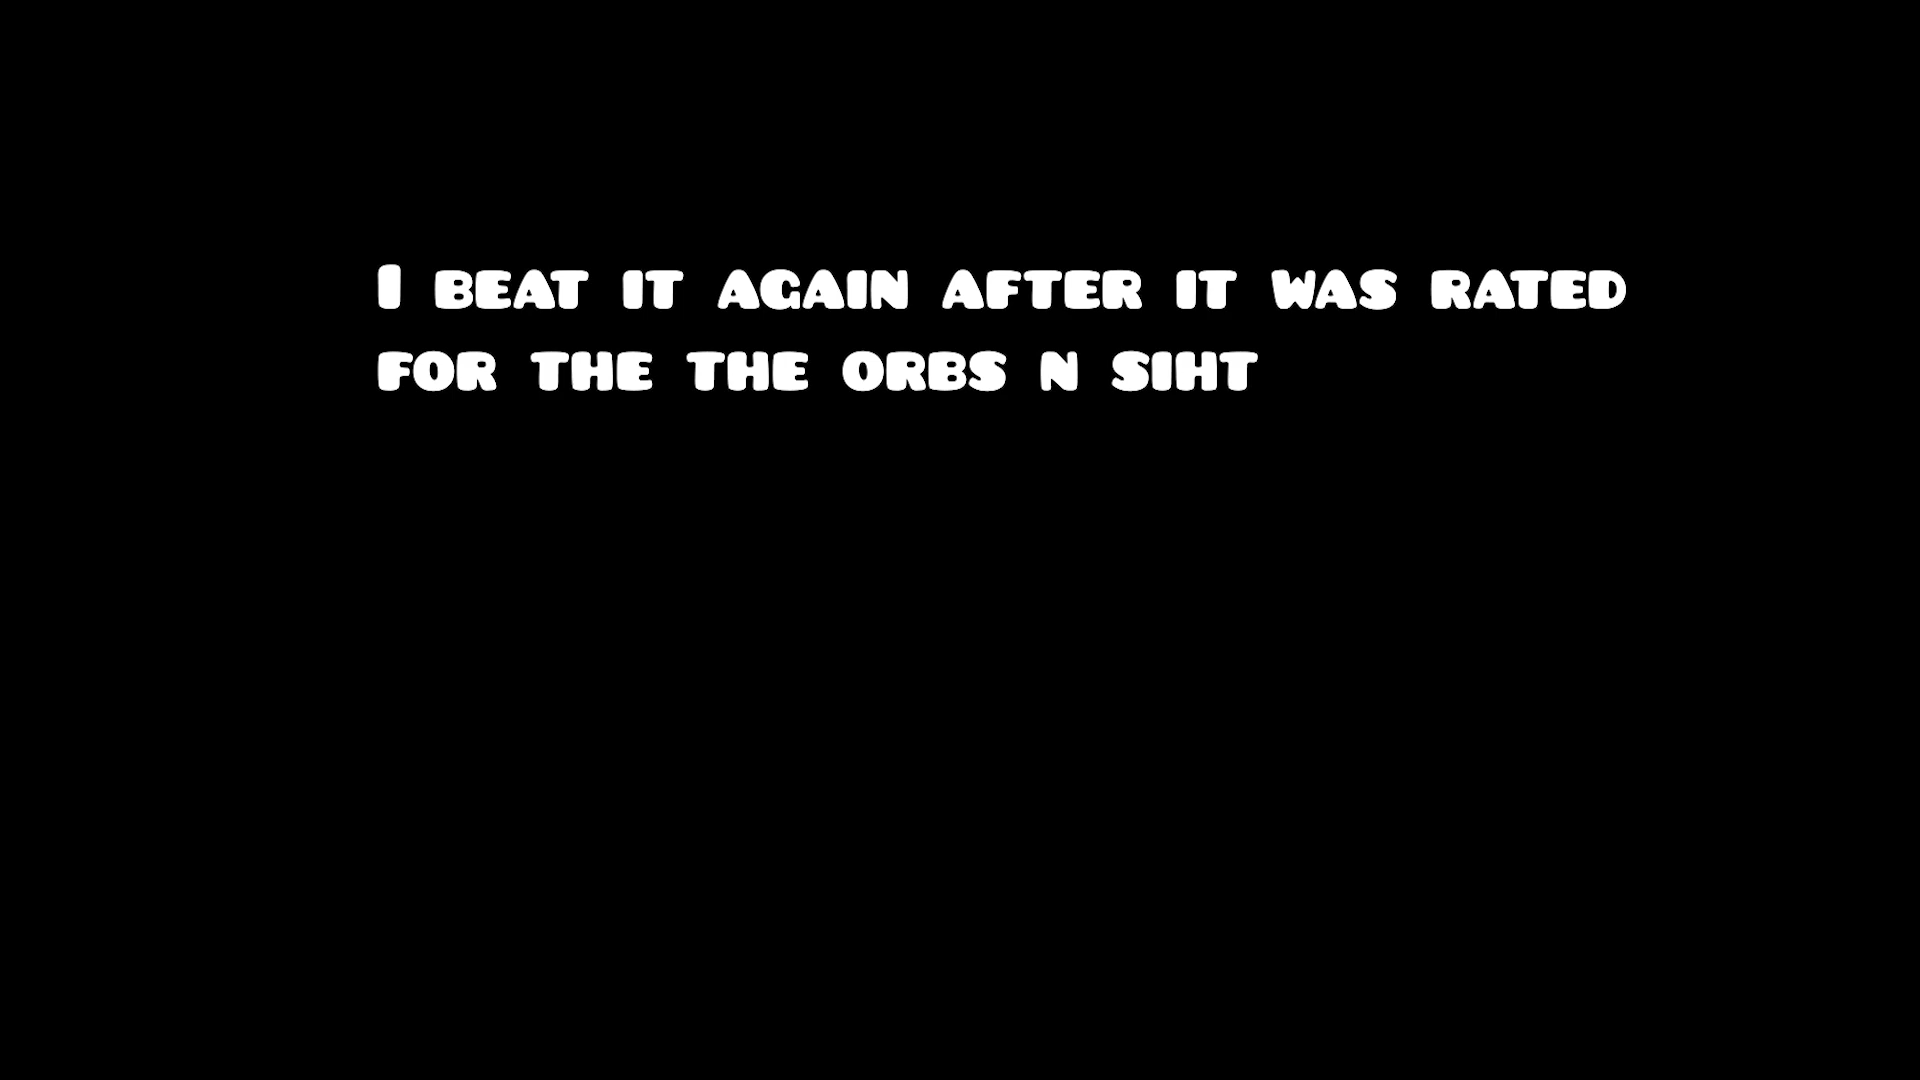 I BEAT IT AGAIN AFTER IT WAS RATED
FOR THE THE ORBS N SIHT